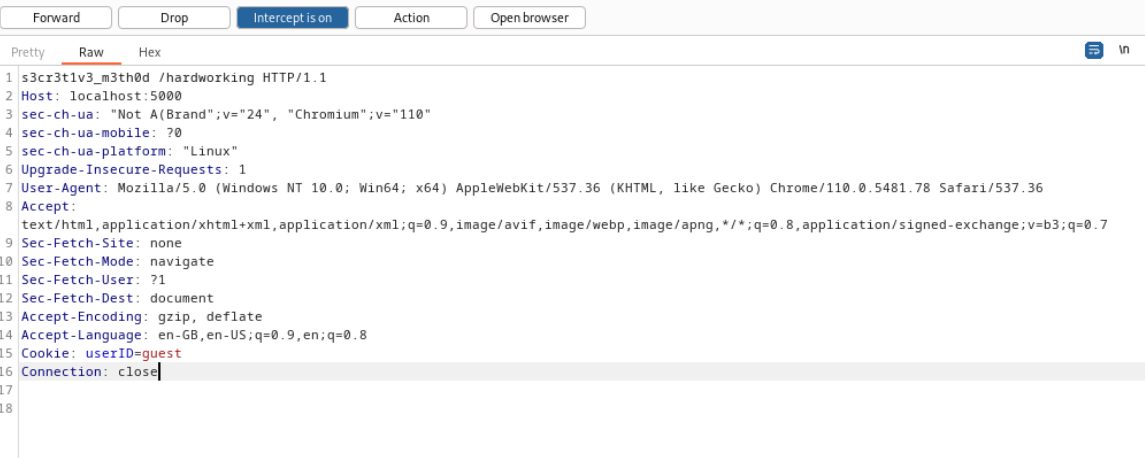 Forward Drop Intercept is on Action Open browser
Pretty Raw Hex \n
1 s3cr3t1v3_m3th0d /hardworking HTTP/1.1
2 Host: localhost:5000
3 sec-ch-ua: "Not A(Brand";v="24", "Chromium";v="110"
4 sec-ch-ua-mobile: ?0
5 sec-ch-ua-platform: "Linux"
6 Upgrade-Insecure-Requests: 1
7 User-Agent: Mozilla/5.0 (Windows NT 10.0; Win64; x64) AppleWebKit/537.36 (KHTML, like Gecko) Chrome/110.0.5481.78 Safari/537.36
8 Accept:
text/html,application/xhtml+xml,application/xml;q=0.9,image/avif,image/webp,image/apng,*/*;q=0.8,application/signed-exchange;v=b3;q=0.7
9 Sec-Fetch-Site: none
10 Sec-Fetch-Mode: navigate
11 Sec-Fetch-User: ?1
12 Sec-Fetch-Dest: document
13 Accept-Encoding: gzip, deflate
14 Accept-Language: en-GB,en-US;q=0.9,en;q=0.8
15 Cookie: userID=guest
16 Connection: close
17
18